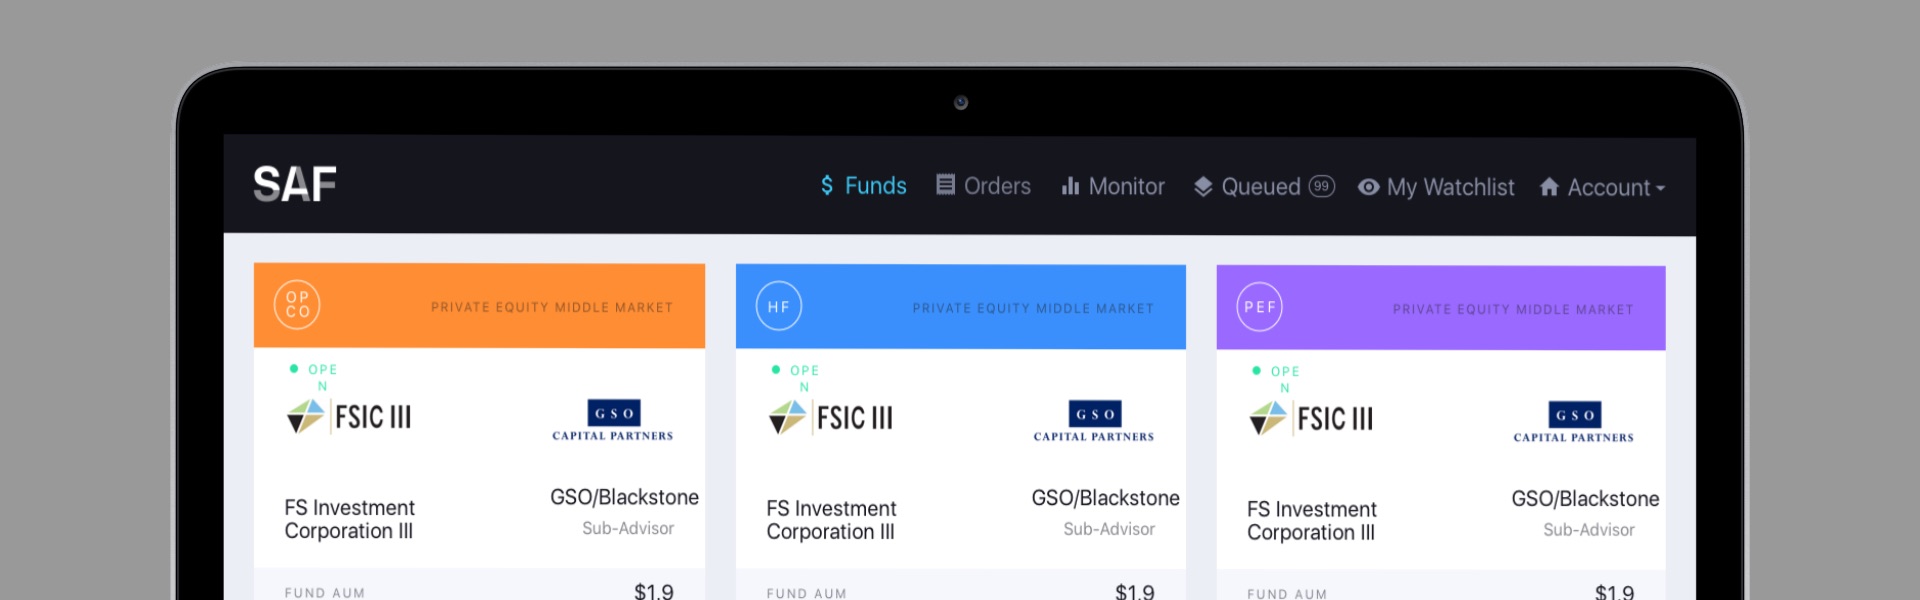 SAF
$ Funds Orders Monitor Queued 99 My Watchlist Account
OP
CO
PRIVATE EQUITY MIDDLE MARKET
OPE
N
FSIC III
GSO
CAPITAL PARTNERS
FS Investment
Corporation III
GSO/Blackstone
Sub-Advisor
FUND AUM $1.9
HF
PRIVATE EQUITY MIDDLE MARKET
OPE
N
FSIC III
GSO
CAPITAL PARTNERS
FS Investment
Corporation III
GSO/Blackstone
Sub-Advisor
FUND AUM $1.9
PEF
PRIVATE EQUITY MIDDLE MARKET
OPE
N
FSIC III
GSO
CAPITAL PARTNERS
FS Investment
Corporation III
GSO/Blackstone
Sub-Advisor
FUND AUM $1.9